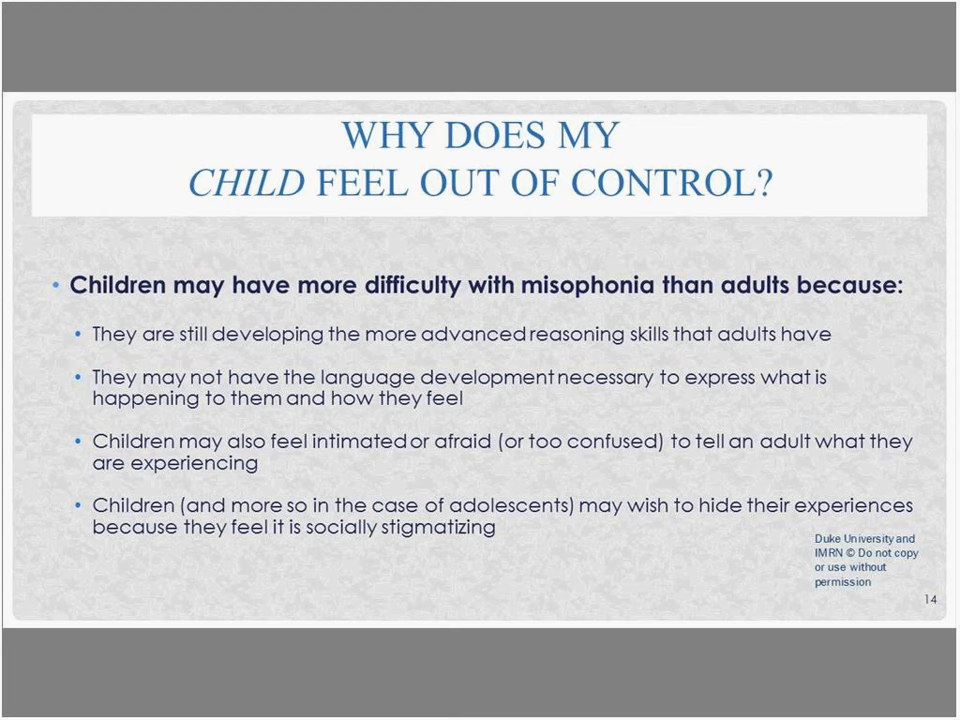 WHY DOES MY
CHILD FEEL OUT OF CONTROL?
• Children may have more difficulty with misophonia than adults because:
• They are still developing the more advanced reasoning skills that adults have
• They may not have the language development necessary to express what is
happening to them and how they feel
• Children may also feel intimated or afraid (or too confused) to tell an adult what they
are experiencing
• Children (and more so in the case of adolescents) may wish to hide their experiences
because they feel it is socially stigmatizing
Duke University and
IMRN © Do not copy
or use without
permission
14